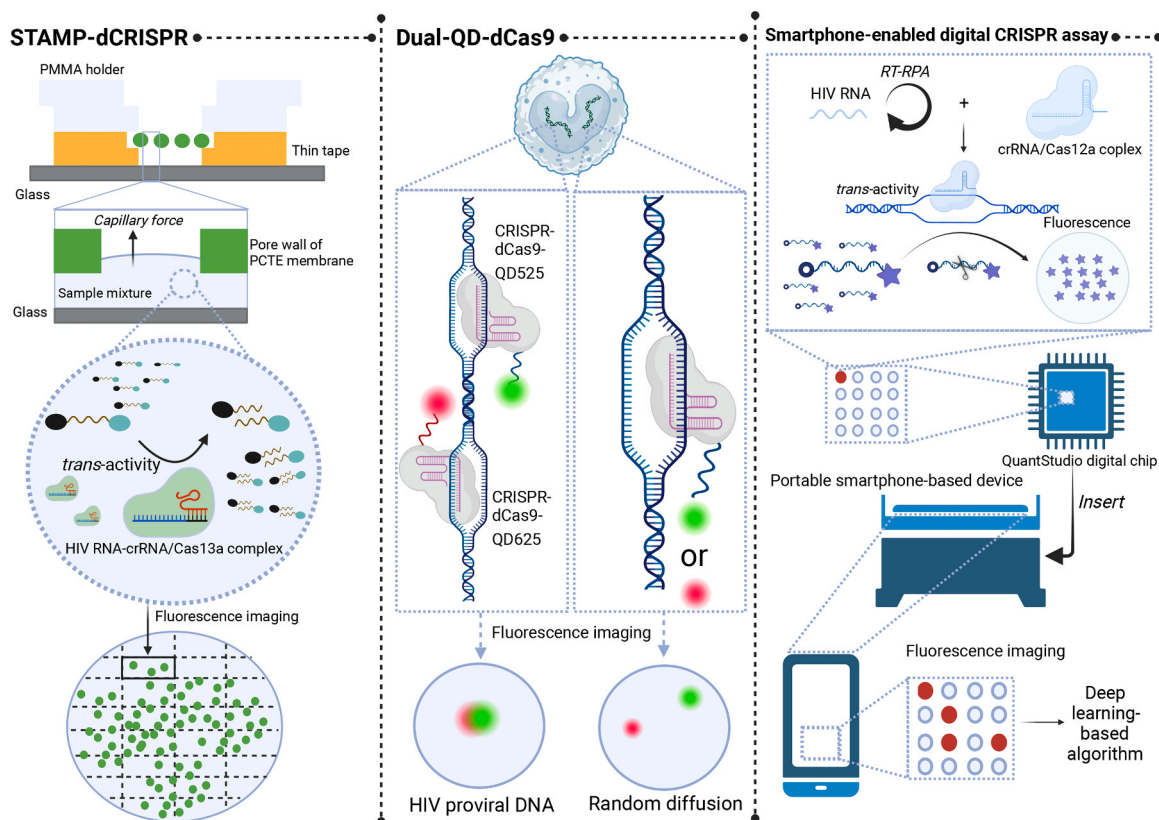 STAMP-dCRISPR
PMMA holder
Thin tape
Glass
Capillary force
Pore wall of
PCTE membrane
Sample mixture
Glass
trans-activity
HIV RNA-crRNA/Cas13a complex
Fluorescence imaging
Dual-QD-dCas9
CRISPR-
dCas9-
QD525
CRISPR-
dCas9-
QD625
or
Fluorescence imaging
HIV proviral DNA
Random diffusion
Smartphone-enabled digital CRISPR assay
RT-RPA
HIV RNA
+
crRNA/Cas12a coplex
trans-activity
Fluorescence
QuantStudio digital chip
Portable smartphone-based device
Insert
Fluorescence imaging
Deep
learning-
based
algorithm